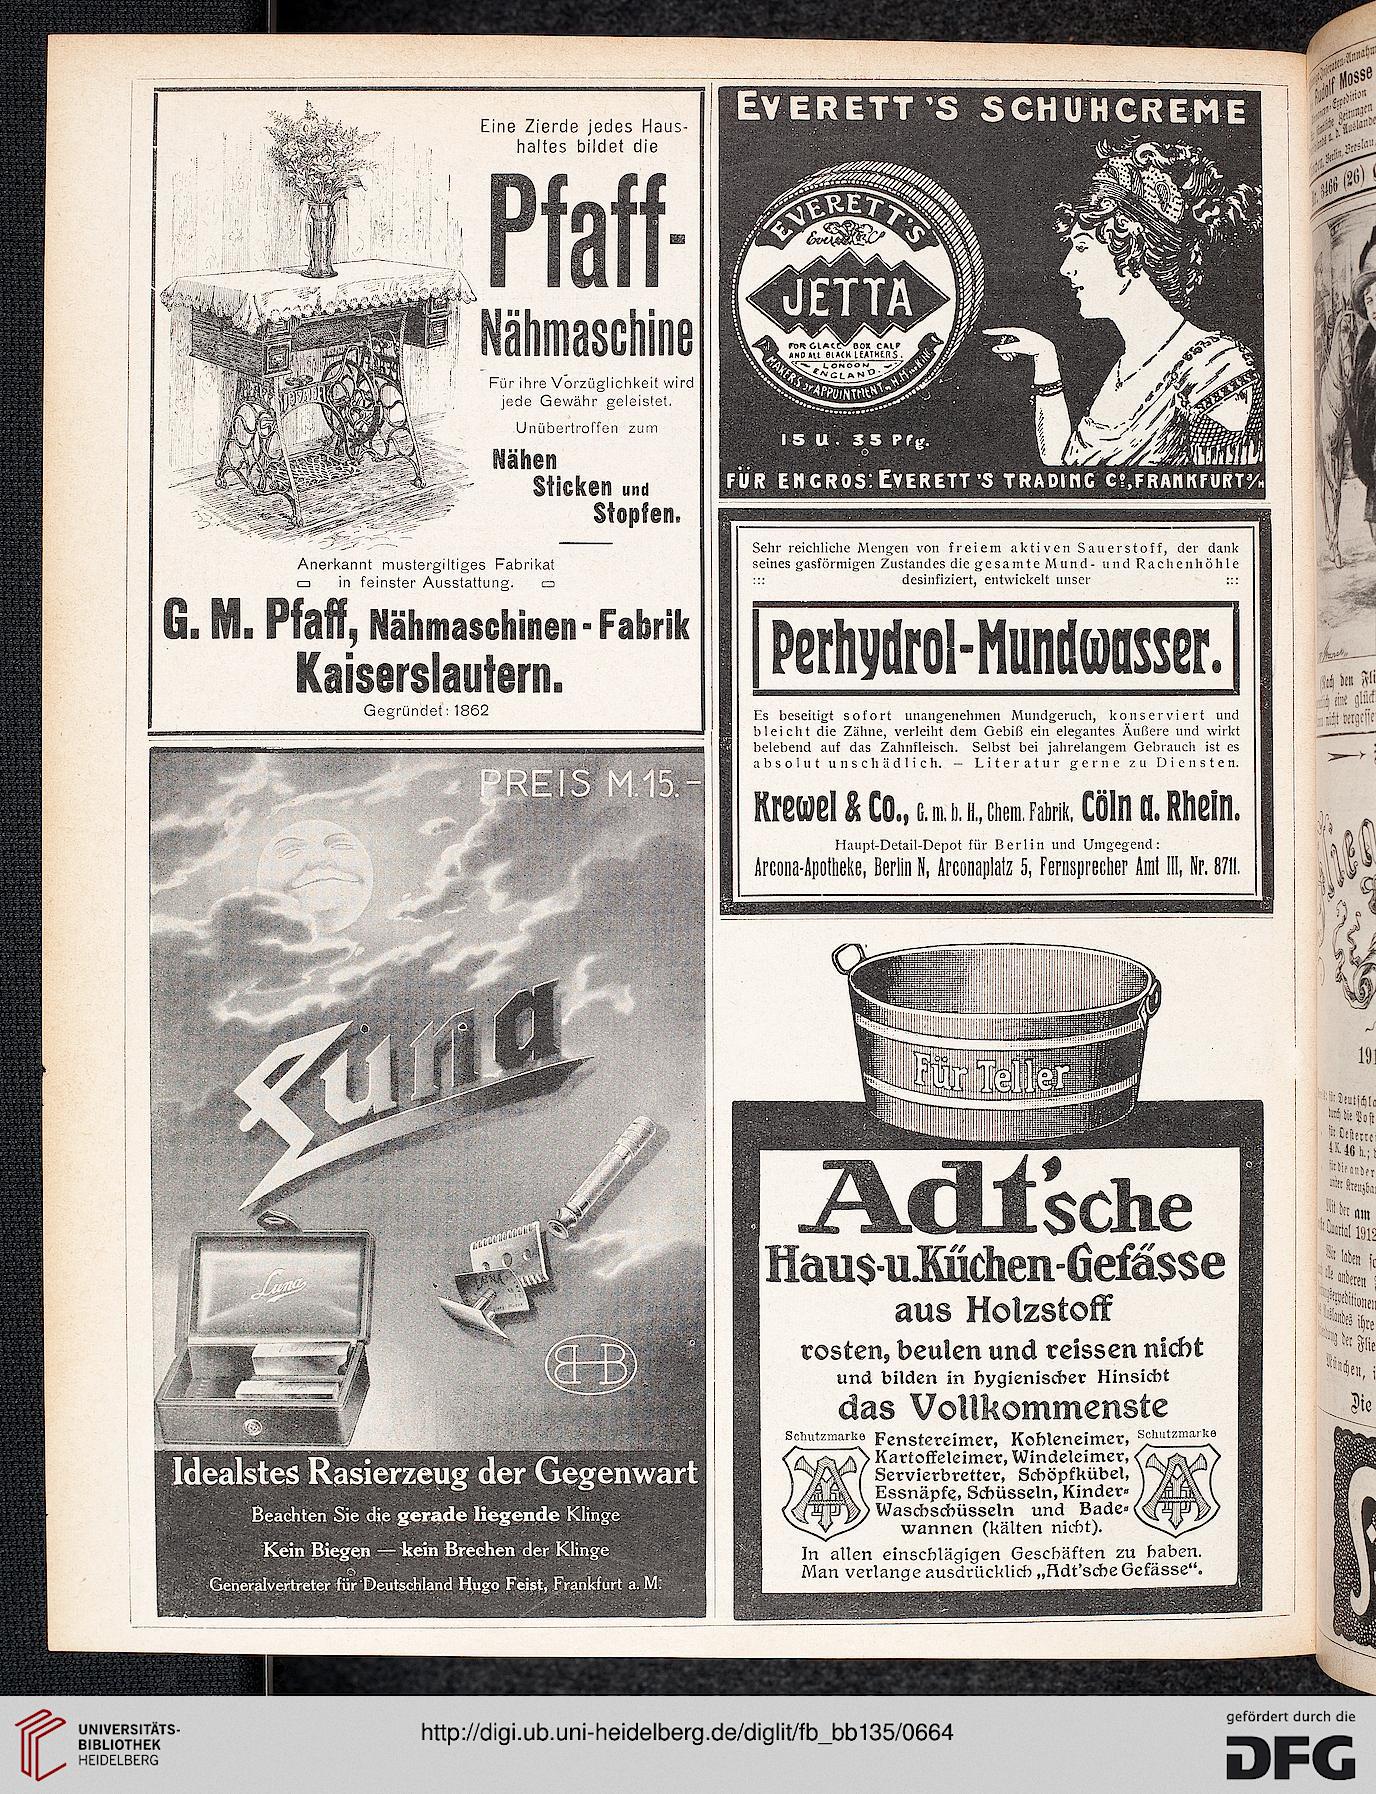 Eine Zierde jedes Haus-
haltes bildet die
Pfaff-
Nähmaschine
Für ihre Vorzüglichkeit wird
jede Gewähr geleistet.
Unübertroffen zum
Nähen
Sticken und
Stopfen.
Anerkannt mustergiltiges Fabrikat
in feinster Ausstattung.
G. M. Pfaff, Nähmaschinen-Fabrik
Kaiserslautern.
Gegründet: 1862
PREIS M. 15.-
Luna
Luna
Idealstes Rasierzeug der Gegenwart
Beachten Sie die gerade liegende Klinge
Kein Biegen — kein Brechen der Klinge
Generalvertreter für Deutschland Hugo Feist, Frankfurt a. M.
EVERETT'S SCHUHCREME
EVERETT'S
JETTA
FOR GLACE BOX CALF
AND ALL BLACK LEATHERS.
LONDON
ENGLAND.
15 U. 35 Pfg.
FÜR ENGROS: EVERETT'S TRADING Co., FRANKFURT a/M
Sehr reichliche Mengen von freiem aktiven Sauerstoff, der dank
seines gasförmigen Zustandes die gesamte Mund- und Rachenhöhle
::: desinfiziert, entwickelt unser :::
Perhydrol-Mundwasser.
Es beseitigt sofort unangenehmen Mundgeruch, konserviert und
bleicht die Zähne, verleiht dem Gebiß ein elegantes Äußere und wirkt
belebend auf das Zahnfleisch. Selbst bei jahrelangem Gebrauch ist es
absolut unschädlich. – Literatur gerne zu Diensten.
Krewel & Co., G. m. b. H., Chem. Fabrik, Cöln a. Rhein.
Haupt-Detail-Depot für Berlin und Umgegend:
Arcona-Apotheke, Berlin N, Arconaplatz 5, Fernsprecher Amt III, Nr. 8711.
Für Teller
Adt'sche
Haus-u.Küchen-Gefässe
aus Holzstoff
rosten, beulen und reissen nicht
und bilden in hygienischer Hinsicht
das Vollkommenste
Schutzmarke
Fenstereimer, Kohleneimer,
Kartoffeleimer, Windeleimer,
Servierbretter, Schöpfkübel,
Essnäpfe, Schüsseln, Kinder-
Waschschüsseln und Bade-
wannen (kälten nicht).
Schutzmarke
In allen einschlägigen Geschäften zu haben.
Man verlange ausdrücklich „Adt'sche Gefässe“.
UNIVERSITÄTS-
BIBLIOTHEK
HEIDELBERG
http://digi.ub.uni-heidelberg.de/diglit/fb_bb135/0664
gefördert durch die
DFG